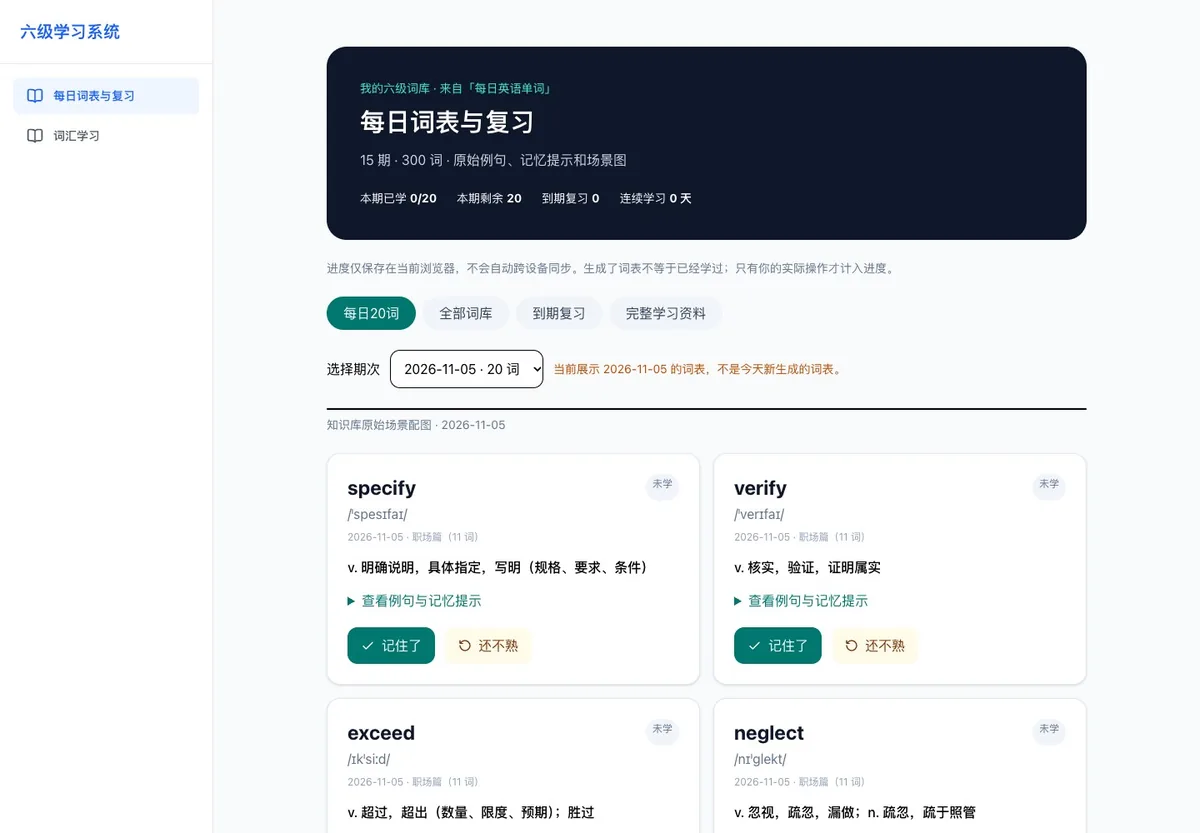 六级学习系统
每日词表与复习
词汇学习
我的六级词库 · 来自「每日英语单词」
每日词表与复习
15 期 · 300 词 · 原始例句、记忆提示和场景图
本期已学 0/20 本期剩余 20 到期复习 0 连续学习 0 天
进度仅保存在当前浏览器，不会自动跨设备同步。生成了词表不等于已经学过；只有你的实际操作才计入进度。
每日20词 全部词库 到期复习 完整学习资料
选择期次 2026-11-05 · 20 词 当前展示 2026-11-05 的词表，不是今天新生成的词表。
知识库原始场景配图 · 2026-11-05
specify 未学
/ˈspesɪfaɪ/
2026-11-05 · 职场篇（11 词）
v. 明确说明，具体指定，写明（规格、要求、条件）
查看例句与记忆提示
记住了 还不熟
verify 未学
/ˈverɪfaɪ/
2026-11-05 · 职场篇（11 词）
v. 核实，验证，证明属实
查看例句与记忆提示
记住了 还不熟
exceed 未学
/ɪkˈsiːd/
2026-11-05 · 职场篇（11 词）
v. 超过，超出（数量、限度、预期）；胜过
neglect 未学
/nɪˈɡlekt/
2026-11-05 · 职场篇（11 词）
v. 忽视，疏忽，漏做；n. 疏忽，疏于照管